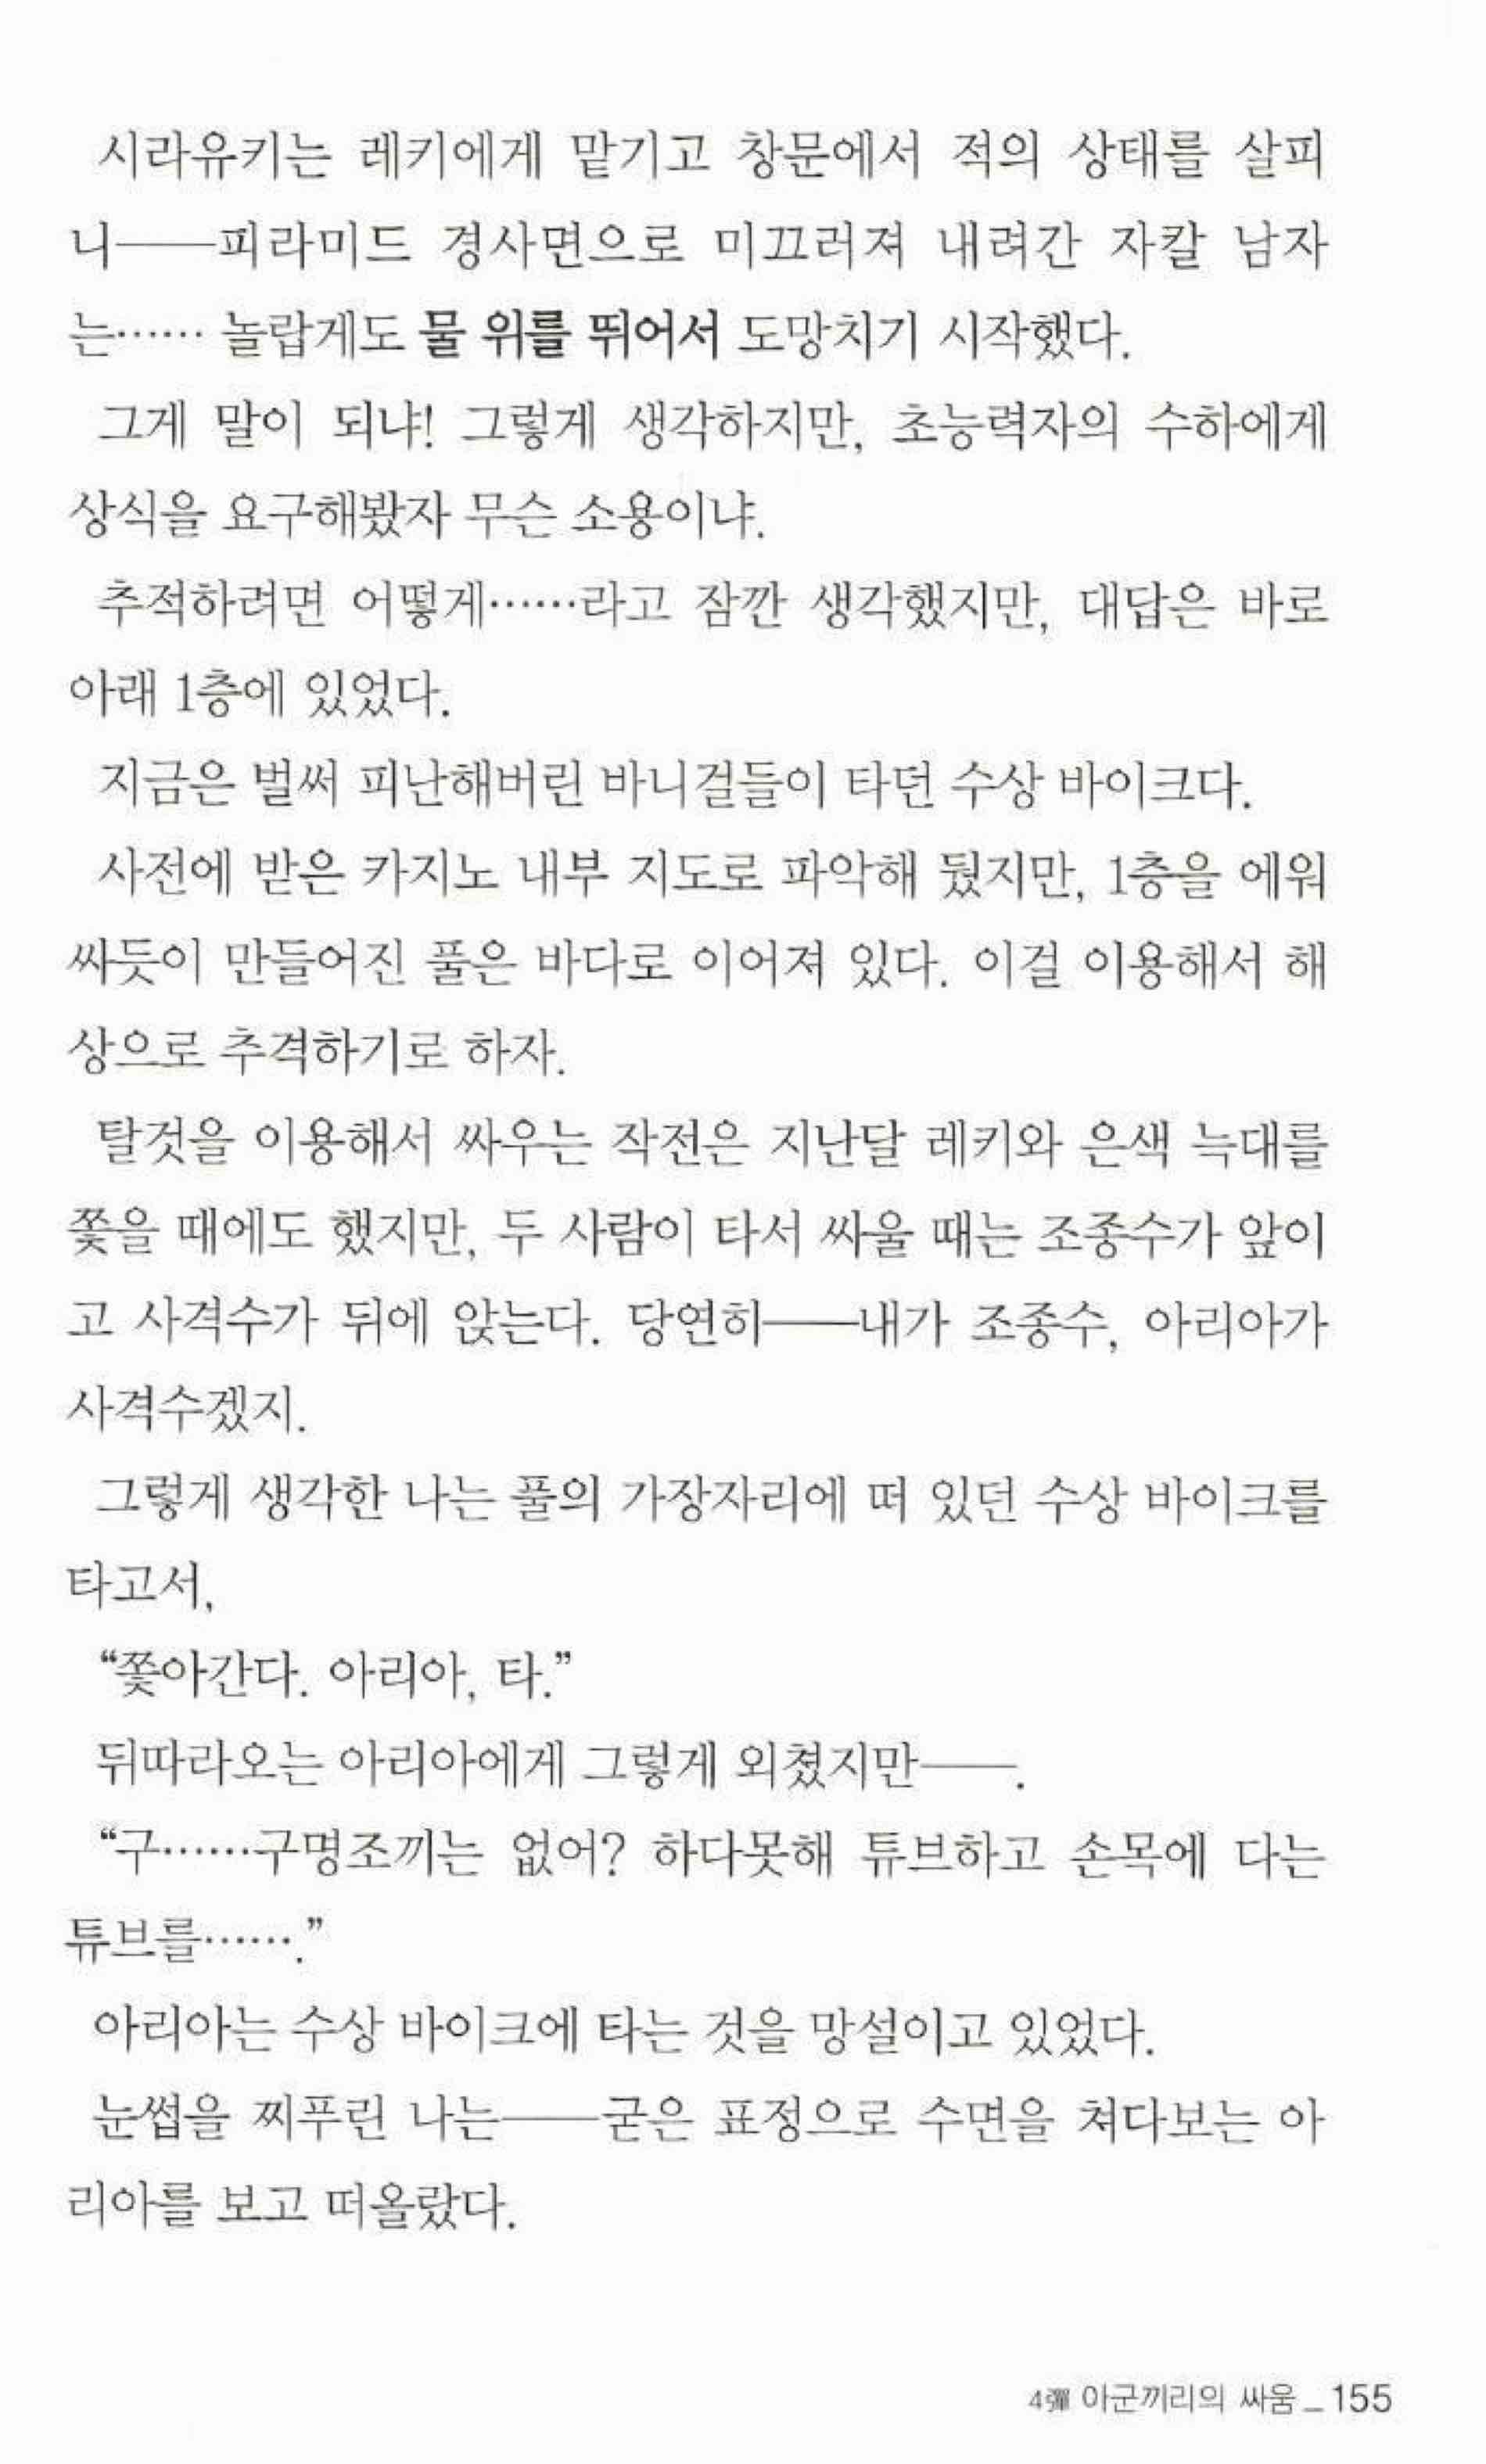 시라유키는 레키에게 맡기고 창문에서 적의 상태를 살피
니──피라미드 경사면으로 미끄러져 내려간 자칼 남자
는…… 놀랍게도 물 위를 뛰어서 도망치기 시작했다.
그게 말이 되냐! 그렇게 생각하지만, 초능력자의 수하에게
상식을 요구해봤자 무슨 소용이냐.
추적하려면 어떻게……라고 잠깐 생각했지만, 대답은 바로
아래 1층에 있었다.
지금은 벌써 피난해버린 바니걸들이 타던 수상 바이크다.
사전에 받은 카지노 내부 지도로 파악해 뒀지만, 1층을 에워
싸듯이 만들어진 풀은 바다로 이어져 있다. 이걸 이용해서 해
상으로 추격하기로 하자.
탈것을 이용해서 싸우는 작전은 지난달 레키와 은색 늑대를
쫓을 때에도 했지만, 두 사람이 타서 싸울 때는 조종수가 앞이
고 사격수가 뒤에 앉는다. 당연히──내가 조종수, 아리아가
사격수겠지.
그렇게 생각한 나는 풀의 가장자리에 떠 있던 수상 바이크를
타고서,
“쫓아간다. 아리아, 타.”
뒤따라오는 아리아에게 그렇게 외쳤지만──.
“구……구명조끼는 없어? 하다못해 튜브하고 손목에 다는
튜브를…….”
아리아는 수상 바이크에 타는 것을 망설이고 있었다.
눈썹을 찌푸린 나는──굳은 표정으로 수면을 쳐다보는 아
리아를 보고 떠올랐다.
4彈 아군끼리의 싸움 _ 155